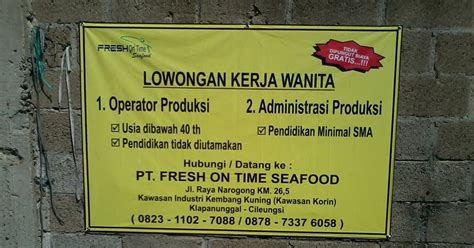 FRESH On Time
Seafood
TIDAK
DIPUNGUT BIAYA
GRATIS...!!!
LOWONGAN KERJA WANITA
1. Operator Produksi
✓ Usia dibawah 40 th
✓ Pendidikan tidak diutamakan
2. Administrasi Produksi
✓ Pendidikan Minimal SMA
Hubungi / Datang ke :
PT. FRESH ON TIME SEAFOOD
Jl. Raya Narogong KM. 26,5
Kawasan Industri Kembang Kuning (Kawasan Korin)
Klapanunggal - Cileungsi
( 0823 - 1102 - 7088 / 0878 - 7337 6058 )